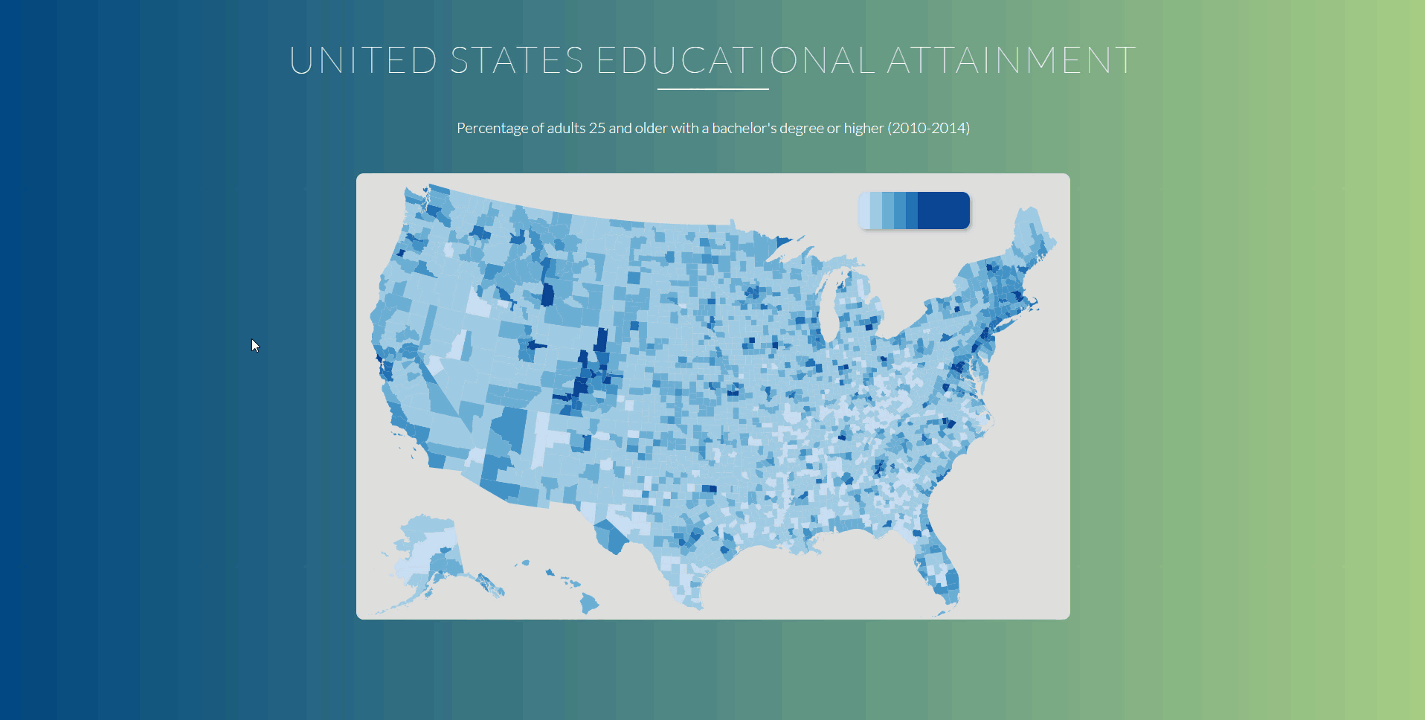 UNITED STATES EDUCATIONAL ATTAINMENT
Percentage of adults 25 and older with a bachelor's degree or higher (2010-2014)